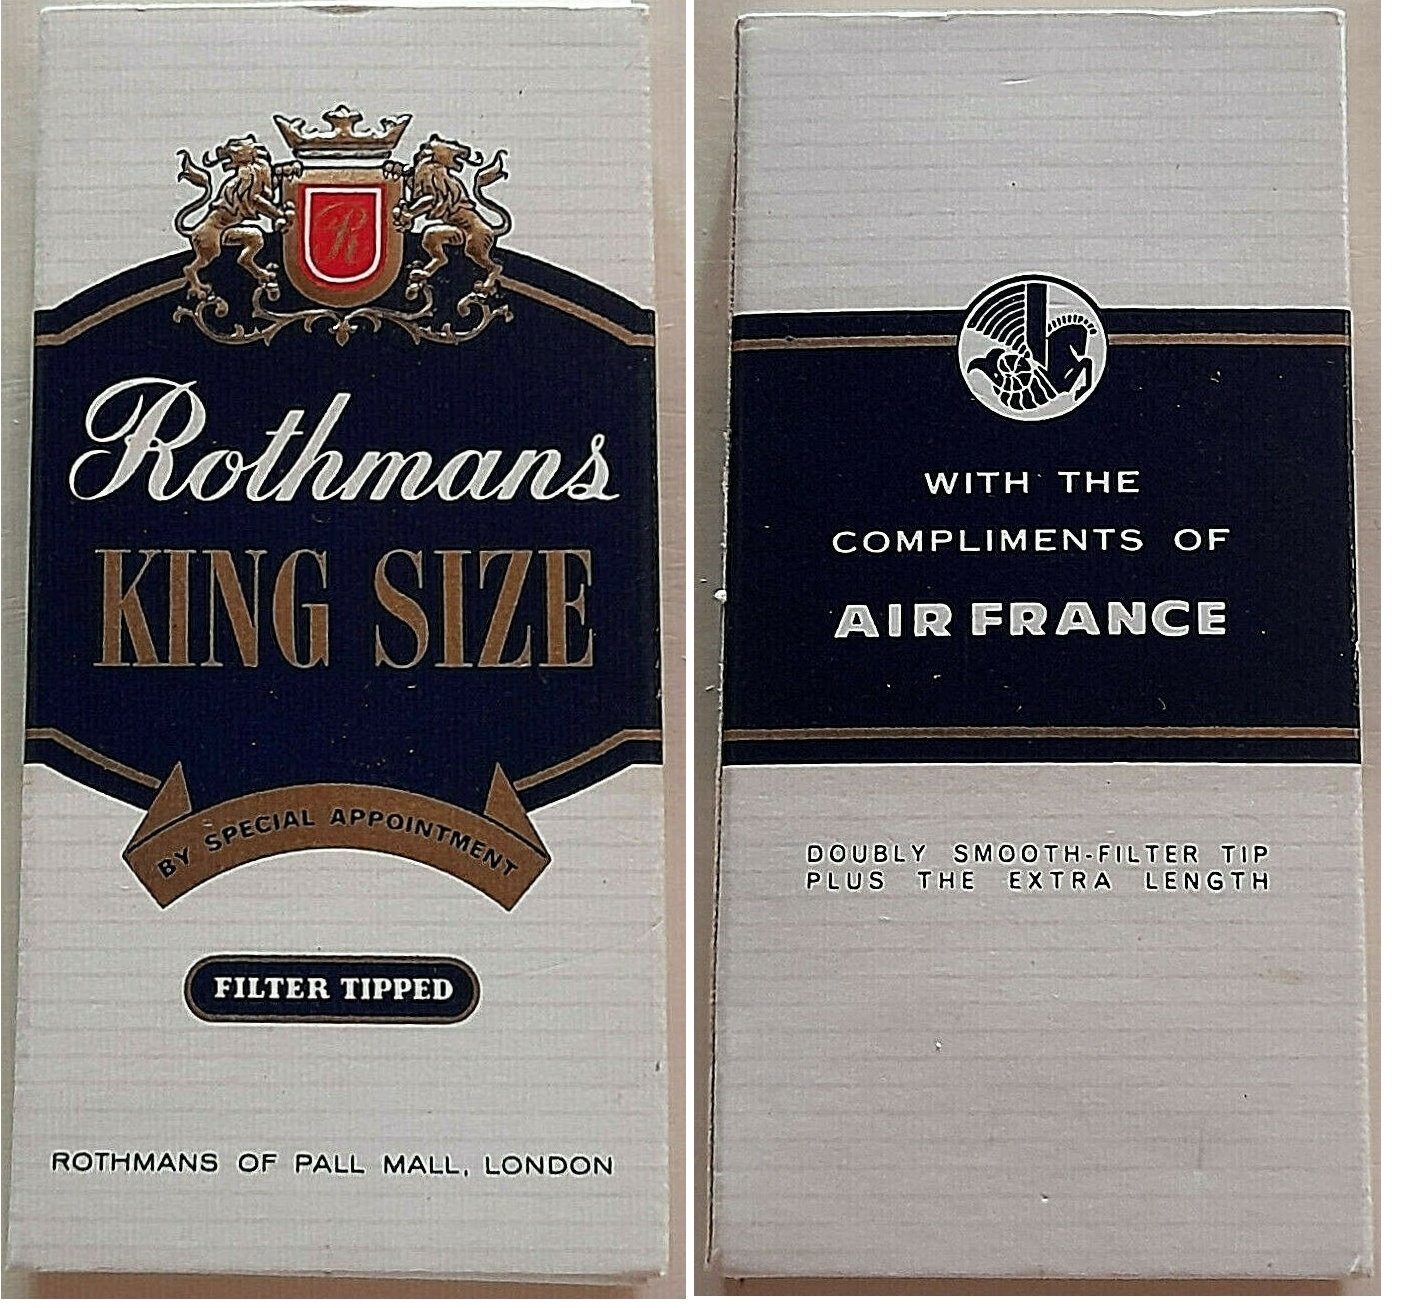 R
Rothmans
KING SIZE
BY SPECIAL APPOINTMENT
FILTER TIPPED
ROTHMANS OF PALL MALL, LONDON
WITH THE
COMPLIMENTS OF
AIR FRANCE
DOUBLY SMOOTH-FILTER TIP
PLUS THE EXTRA LENGTH